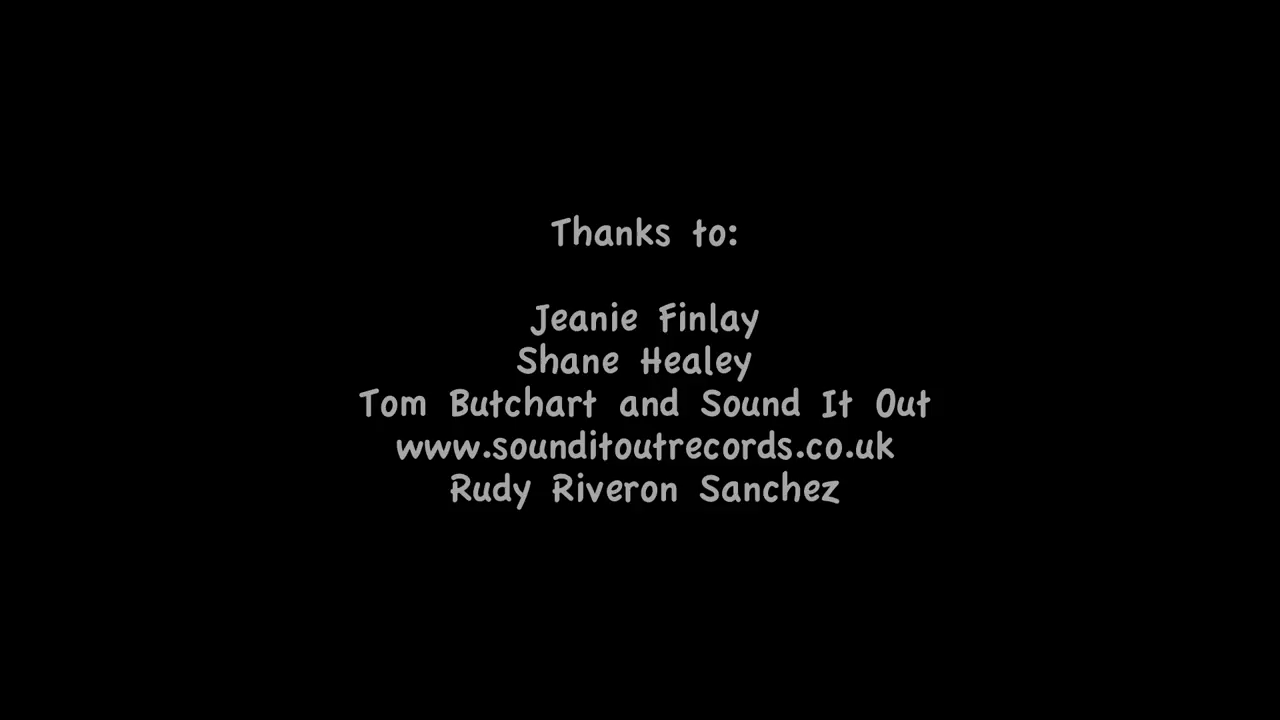 Thanks to:
Jeanie Finlay
Shane Healey
Tom Butchart and Sound It Out
www.sounditoutrecords.co.uk
Rudy Riveron Sanchez